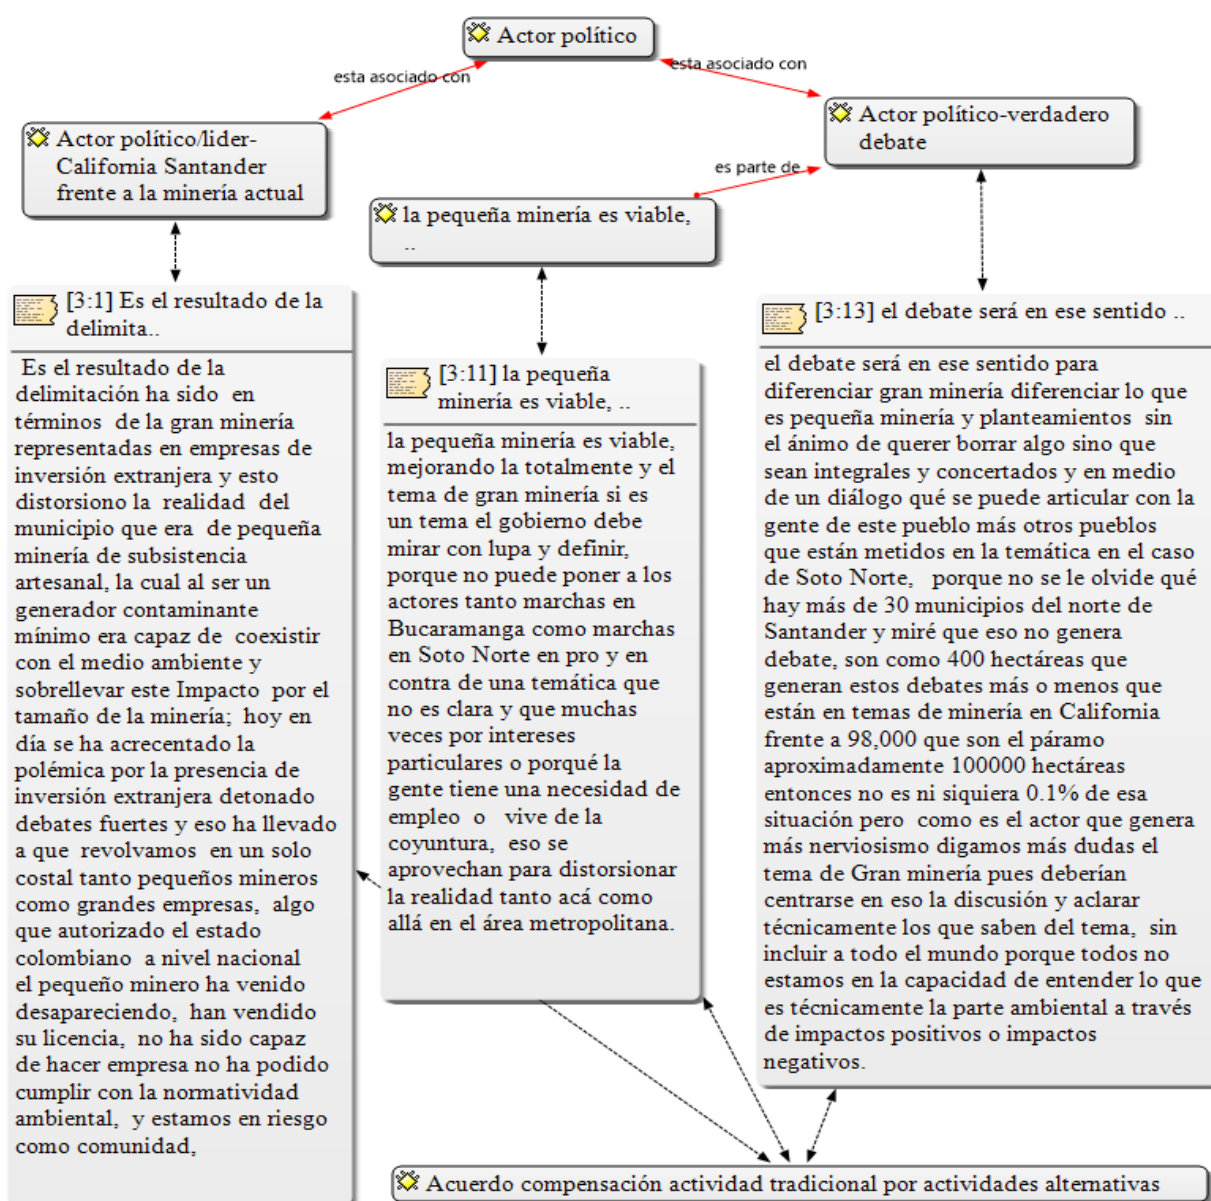 Actor político
esta asociado con
esta asociado con
Actor político/lider-
California Santander
frente a la minería actual
Actor político-verdadero
debate
es parte de
la pequeña minería es viable,
..
[3:1] Es el resultado de la
delimita..
Es el resultado de la
delimitación ha sido en
términos de la gran minería
representadas en empresas de
inversión extranjera y esto
distorsiono la realidad del
municipio que era de pequeña
minería de subsistencia
artesanal, la cual al ser un
generador contaminante
mínimo era capaz de coexistir
con el medio ambiente y
sobrellevar este Impacto por el
tamaño de la minería; hoy en
día se ha acrecentado la
polémica por la presencia de
inversión extranjera detonado
debates fuertes y eso ha llevado
a que revolvamos en un solo
costal tanto pequeños mineros
como grandes empresas, algo
que autorizado el estado
colombiano a nivel nacional
el pequeño minero ha venido
desapareciendo, han vendido
su licencia, no ha sido capaz
de hacer empresa no ha podido
cumplir con la normatividad
ambiental, y estamos en riesgo
como comunidad,
[3:11] la pequeña
minería es viable, ..
la pequeña minería es viable,
mejorando la totalmente y el
tema de gran minería si es
un tema el gobierno debe
mirar con lupa y definir,
porque no puede poner a los
actores tanto marchas en
Bucaramanga como marchas
en Soto Norte en pro y en
contra de una temática que
no es clara y que muchas
veces por intereses
particulares o porqué la
gente tiene una necesidad de
empleo o vive de la
coyuntura, eso se
aprovechan para distorsionar
la realidad tanto acá como
allá en el área metropolitana.
[3:13] el debate será en ese sentido ..
el debate será en ese sentido para
diferenciar gran minería diferenciar lo que
es pequeña minería y planteamientos sin
el ánimo de querer borrar algo sino que
sean integrales y concertados y en medio
de un diálogo qué se puede articular con la
gente de este pueblo más otros pueblos
que están metidos en la temática en el caso
de Soto Norte, porque no se le olvide qué
hay más de 30 municipios del norte de
Santander y miré que eso no genera
debate, son como 400 hectáreas que
generan estos debates más o menos que
están en temas de minería en California
frente a 98,000 que son el páramo
aproximadamente 100000 hectáreas
entonces no es ni siquiera 0.1% de esa
situación pero como es el actor que genera
más nerviosismo digamos más dudas el
tema de Gran minería pues deberían
centrarse en eso la discusión y aclarar
técnicamente los que saben del tema, sin
incluir a todo el mundo porque todos no
estamos en la capacidad de entender lo que
es técnicamente la parte ambiental a través
de impactos positivos o impactos
negativos.
Acuerdo compensación actividad tradicional por actividades alternativas